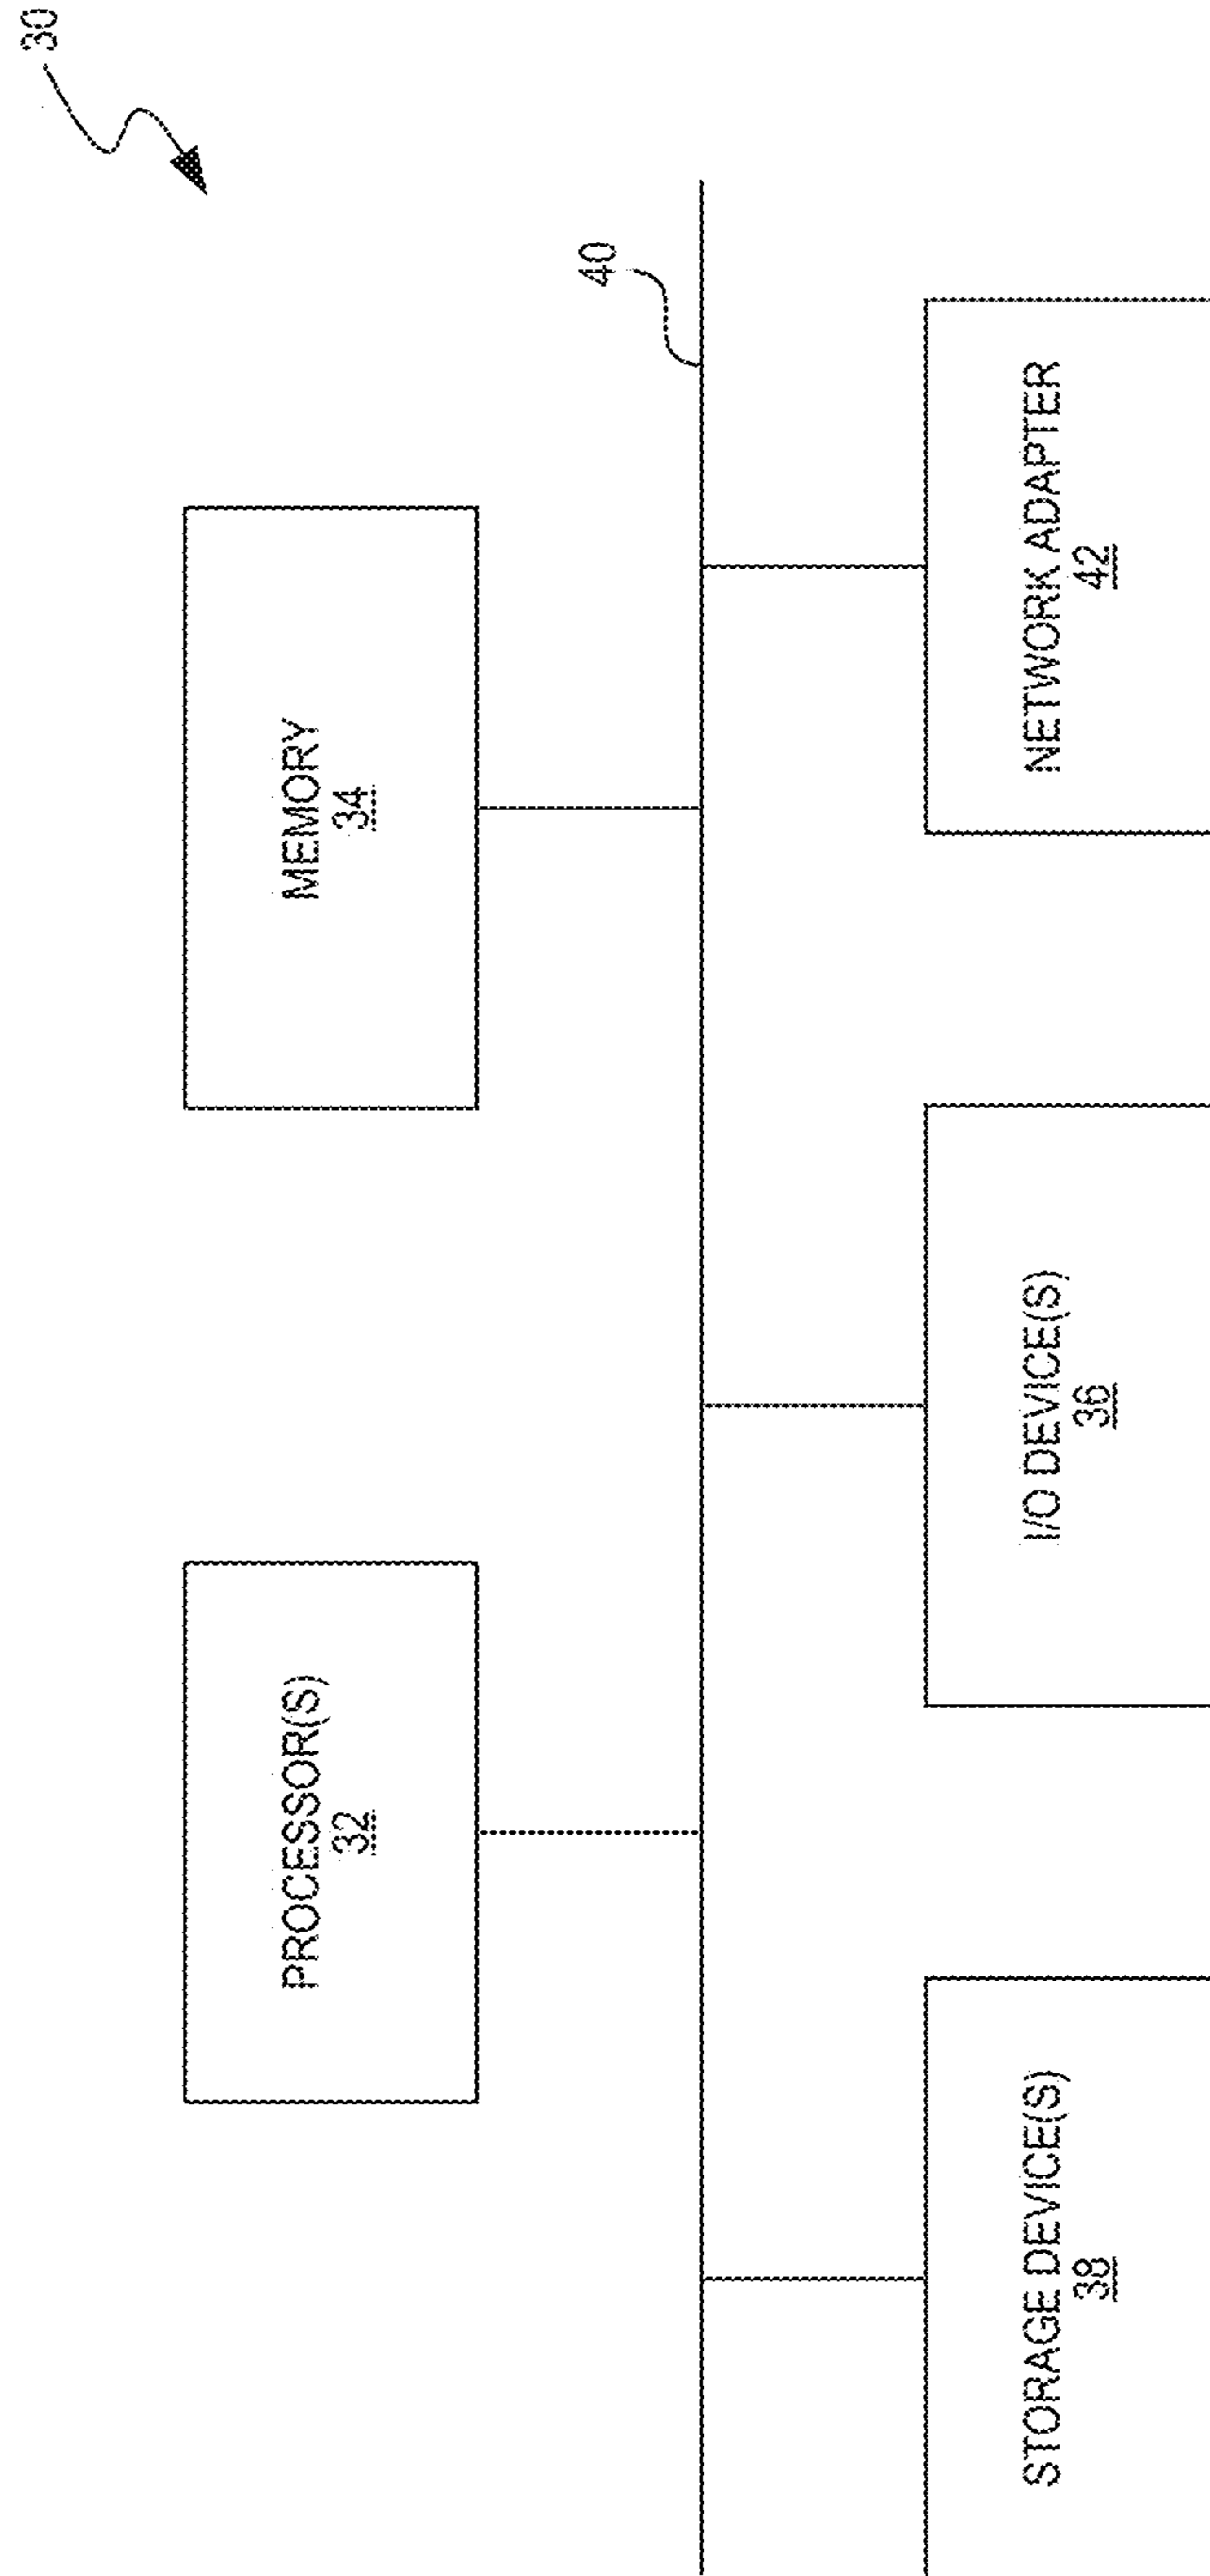 30
PROCESSOR(S)
32
MEMORY
34
40
STORAGE DEVICE(S)
38
I/O DEVICE(S)
36
NETWORK ADAPTER
42